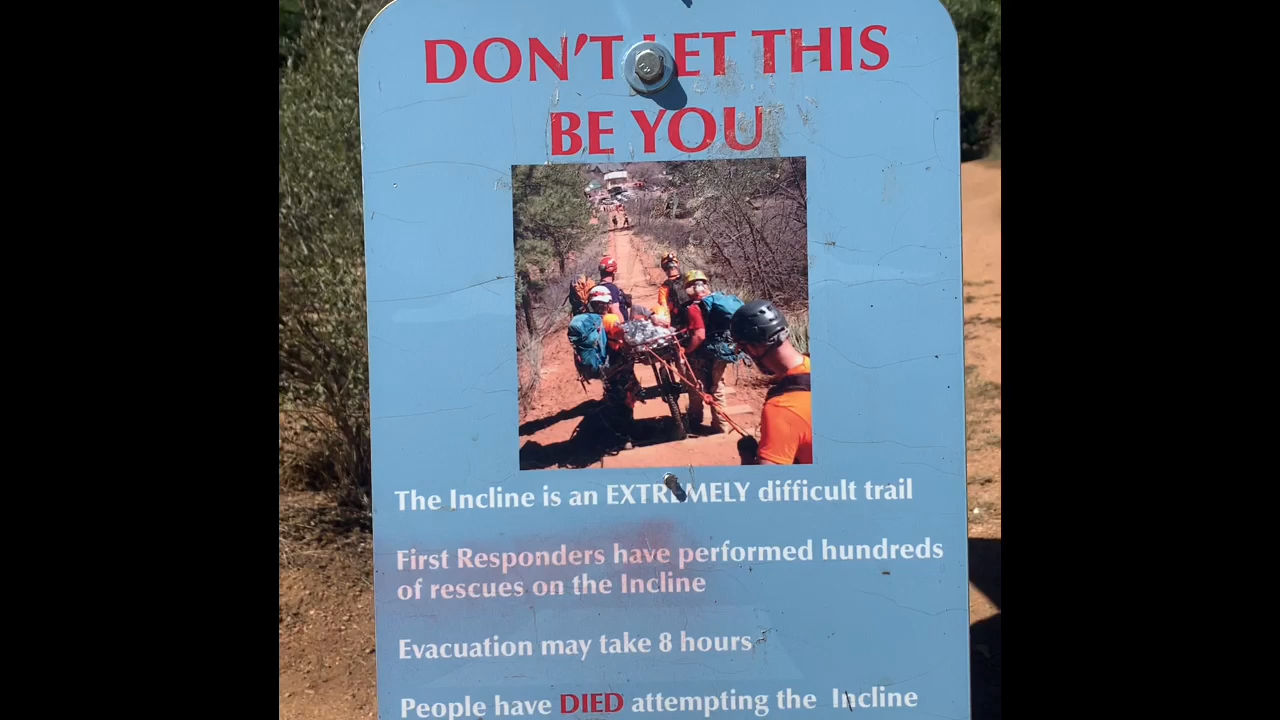 DON'T LET THIS
BE YOU
The Incline is an EXTREMELY difficult trail
First Responders have performed hundreds
of rescues on the Incline
Evacuation may take 8 hours
People have DIED attempting the Incline